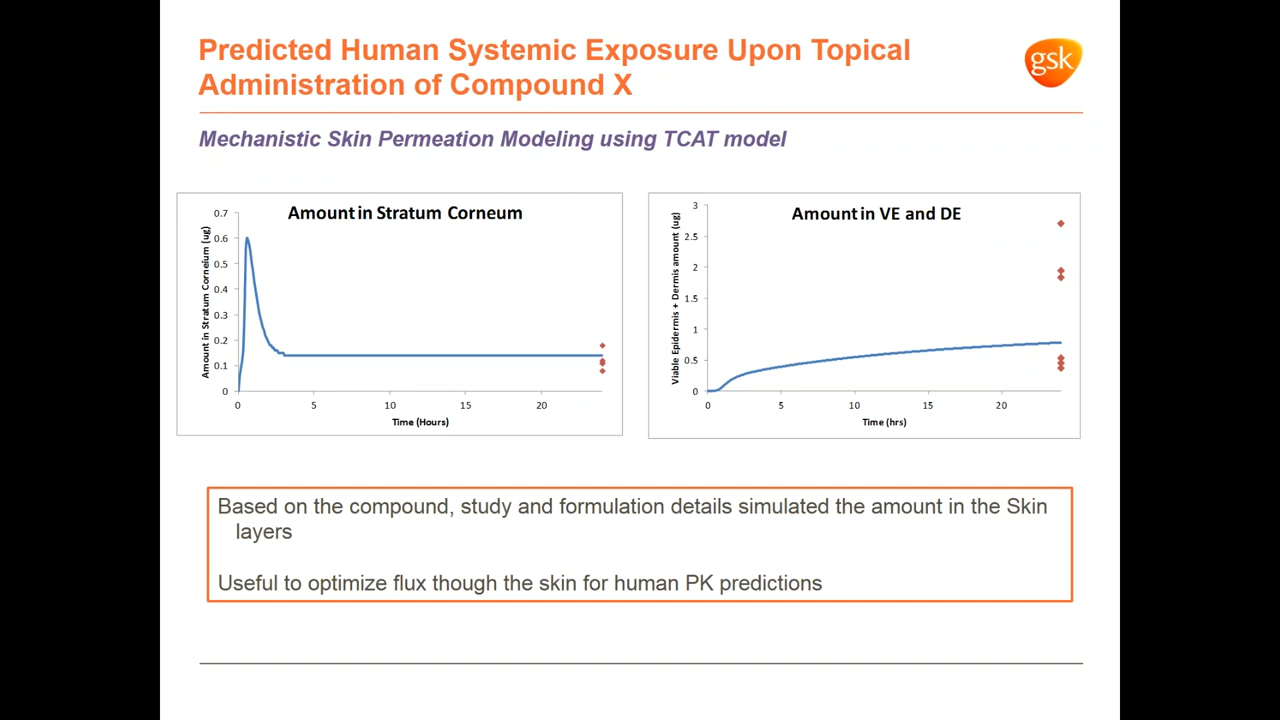 Predicted Human Systemic Exposure Upon Topical
Administration of Compound X
gsk
Mechanistic Skin Permeation Modeling using TCAT model
Amount in Stratum Corneum
Amount in Stratum Corneium (ug)
0.7
0.6
0.5
0.4
0.3
0.2
0.1
0
0 5 10 15 20
Time (Hours)
Amount in VE and DE
Viable Epidermis + Dermis amount (ug)
3
2.5
2
1.5
1
0.5
0
0 5 10 15 20
Time (hrs)
Based on the compound, study and formulation details simulated the amount in the Skin
layers
Useful to optimize flux though the skin for human PK predictions